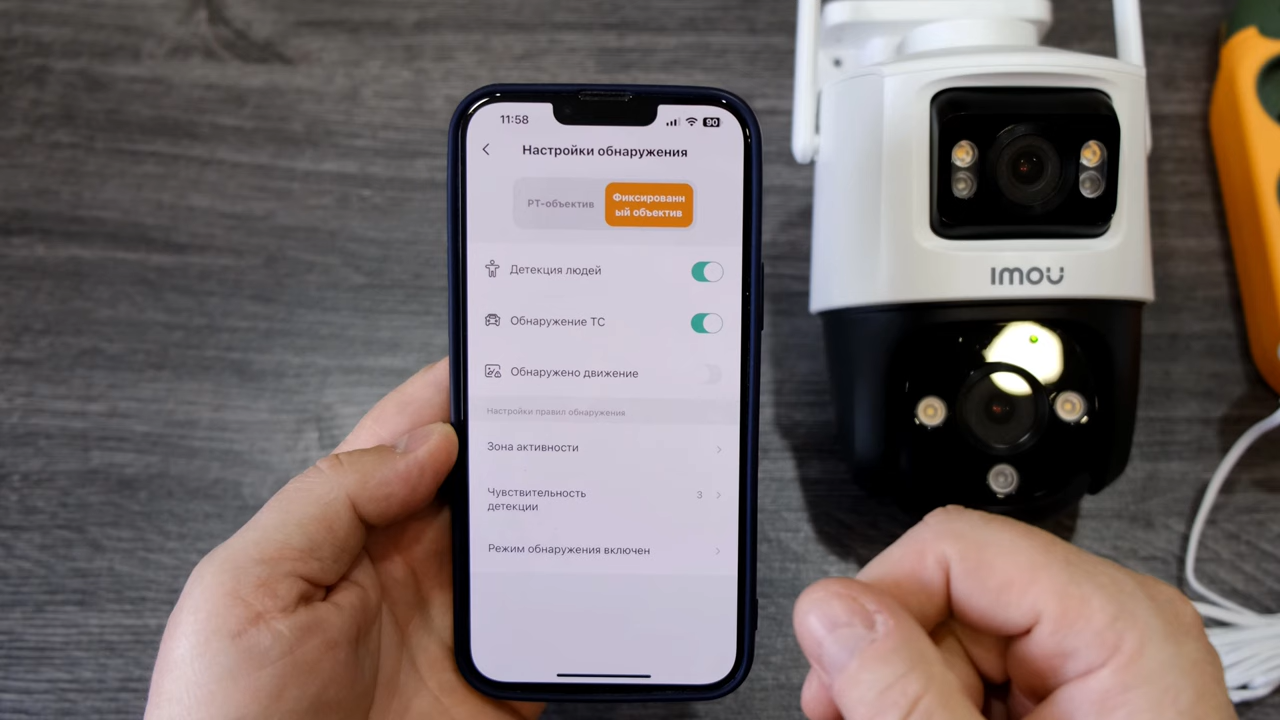 11:58
90
Настройки обнаружения
PT-объектив
Фиксированн
ый объектив
Детекция людей
Обнаружение ТС
Обнаружено движение
Настройки правил обнаружения
Зона активности
Чувствительность
детекции
3
Режим обнаружения включен
imou